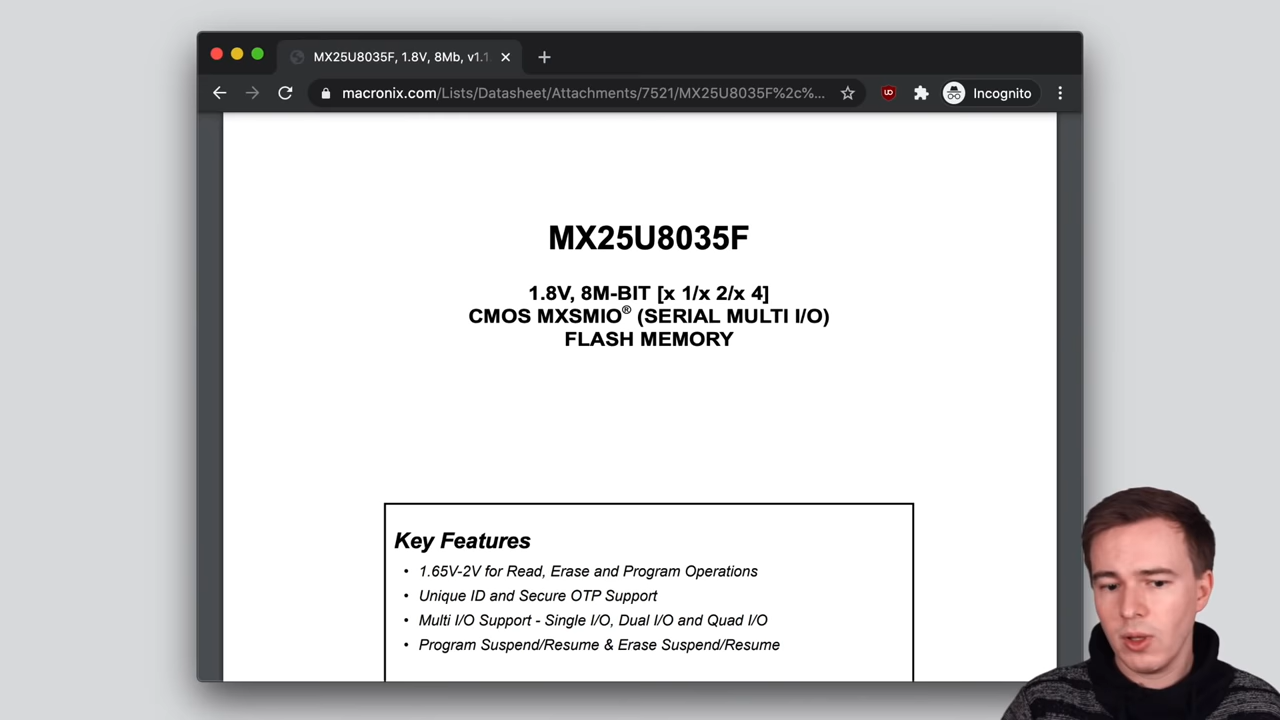 MX25U8035F, 1.8V, 8Mb, v1.1
macronix.com/Lists/Datasheet/Attachments/7521/MX25U8035F%2c%...
UD
Incognito
MX25U8035F
1.8V, 8M-BIT [x 1/x 2/x 4]
CMOS MXSMIO® (SERIAL MULTI I/O)
FLASH MEMORY
Key Features
• 1.65V-2V for Read, Erase and Program Operations
• Unique ID and Secure OTP Support
• Multi I/O Support - Single I/O, Dual I/O and Quad I/O
• Program Suspend/Resume & Erase Suspend/Resume